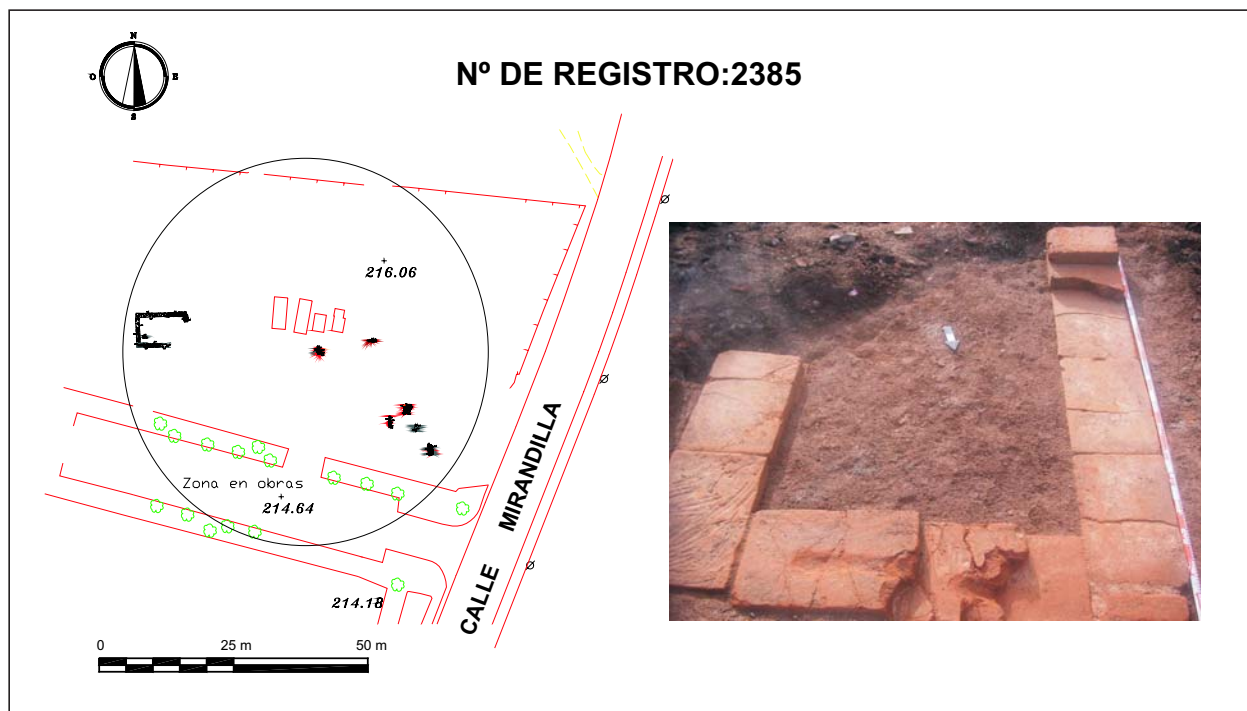 Nº DE REGISTRO:2385
N
O
E
S
216.06
CALLE MIRANDILLA
Zona en obras
214.64
214.18
0
25 m
50 m